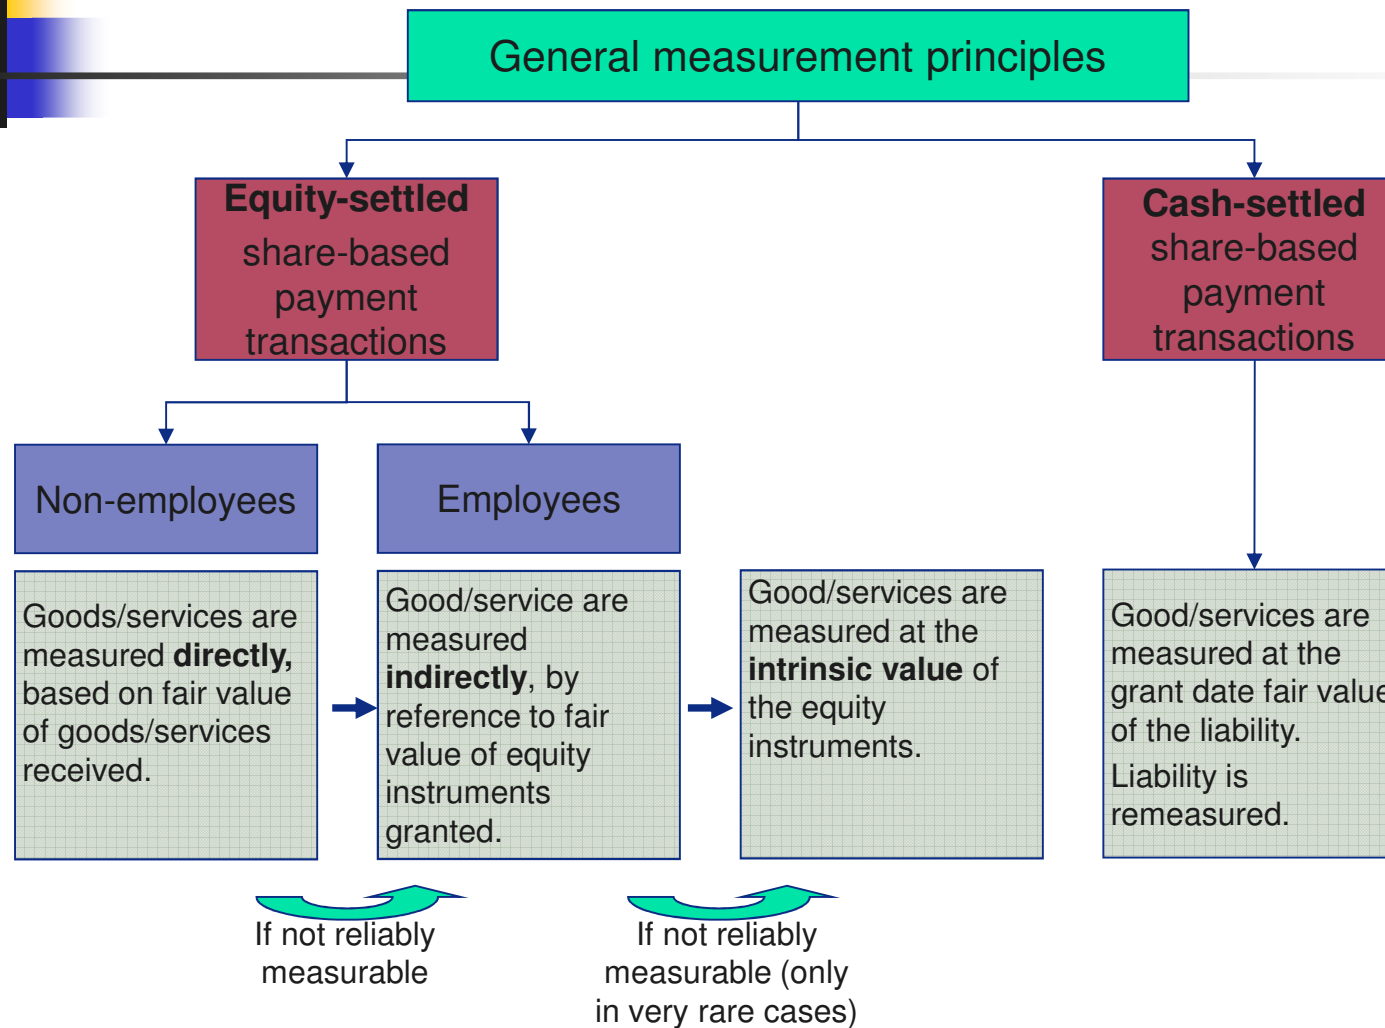 General measurement principles
Equity-settled
share-based
payment
transactions
Cash-settled
share-based
payment
transactions
Non-employees
Employees
Goods/services are
measured directly,
based on fair value
of goods/services
received.
Good/service are
measured
indirectly, by
reference to fair
value of equity
instruments
granted.
Good/services are
measured at the
intrinsic value of
the equity
instruments.
Good/services are
measured at the
grant date fair value
of the liability.
Liability is
remeasured.
If not reliably
measurable
If not reliably
measurable (only
in very rare cases)